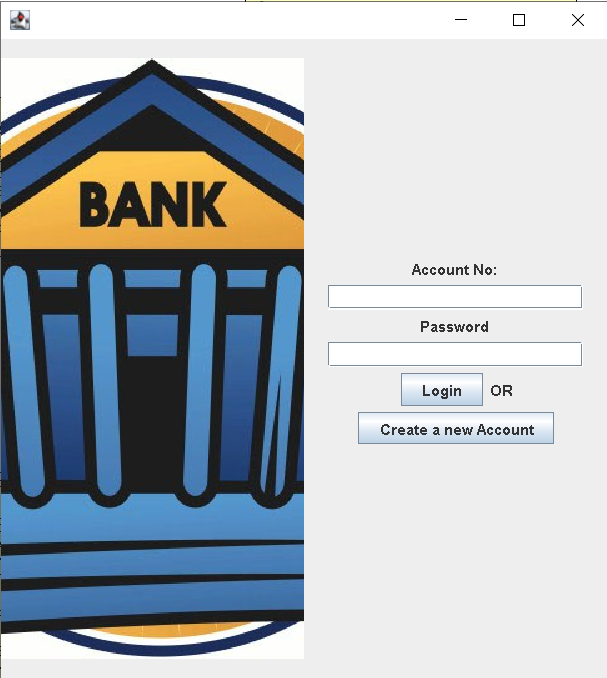 BANK
Account No:
Password
Login OR
Create a new Account